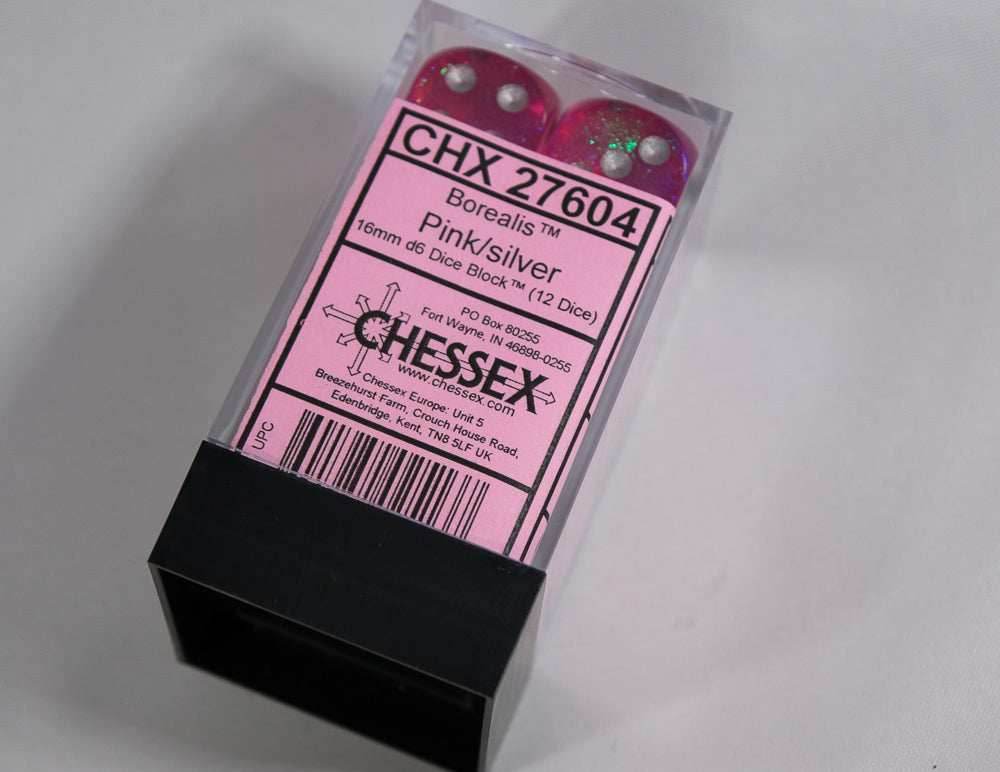 CHX 27604
Borealis™
Pink/silver
16mm d6 Dice Block™ (12 Dice)
PO Box 80255
Fort Wayne, IN 46898-0255
CHESSEX
www.chessex.com
Chessex Europe: Unit 5
Breezehurst Farm, Crouch House Road,
Edenbridge, Kent, TN8 5LF UK
UPC